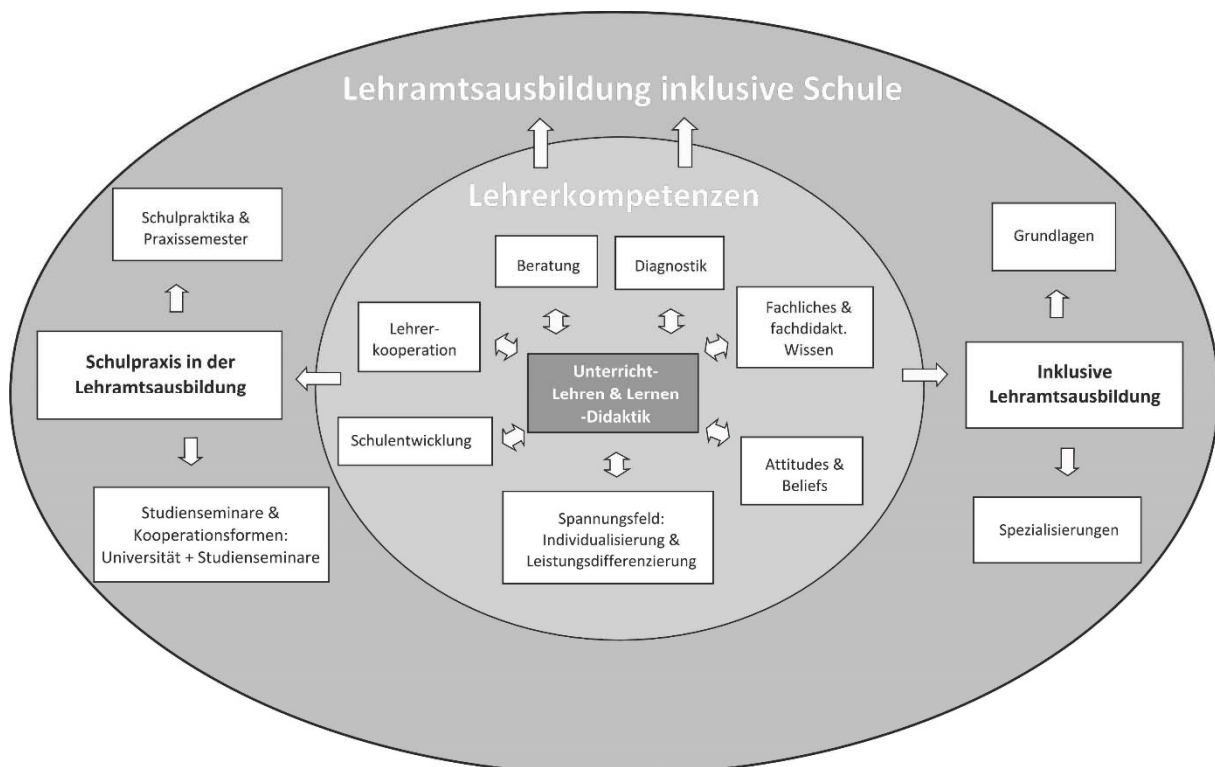 Lehramtsausbildung inklusive Schule
Lehrerkompetenzen
Schulpraktika &
Praxissemester
Schulpraxis in der
Lehramtsausbildung
Studienseminare &
Kooperationsformen:
Universität + Studienseminare
Beratung
Diagnostik
Lehrer-
kooperation
Fachliches &
fachdidakt.
Wissen
Unterricht-
Lehren & Lernen
-Didaktik
Schulentwicklung
Attitudes &
Beliefs
Spannungsfeld:
Individualisierung &
Leistungsdifferenzierung
Grundlagen
Inklusive
Lehramtsausbildung
Spezialisierungen